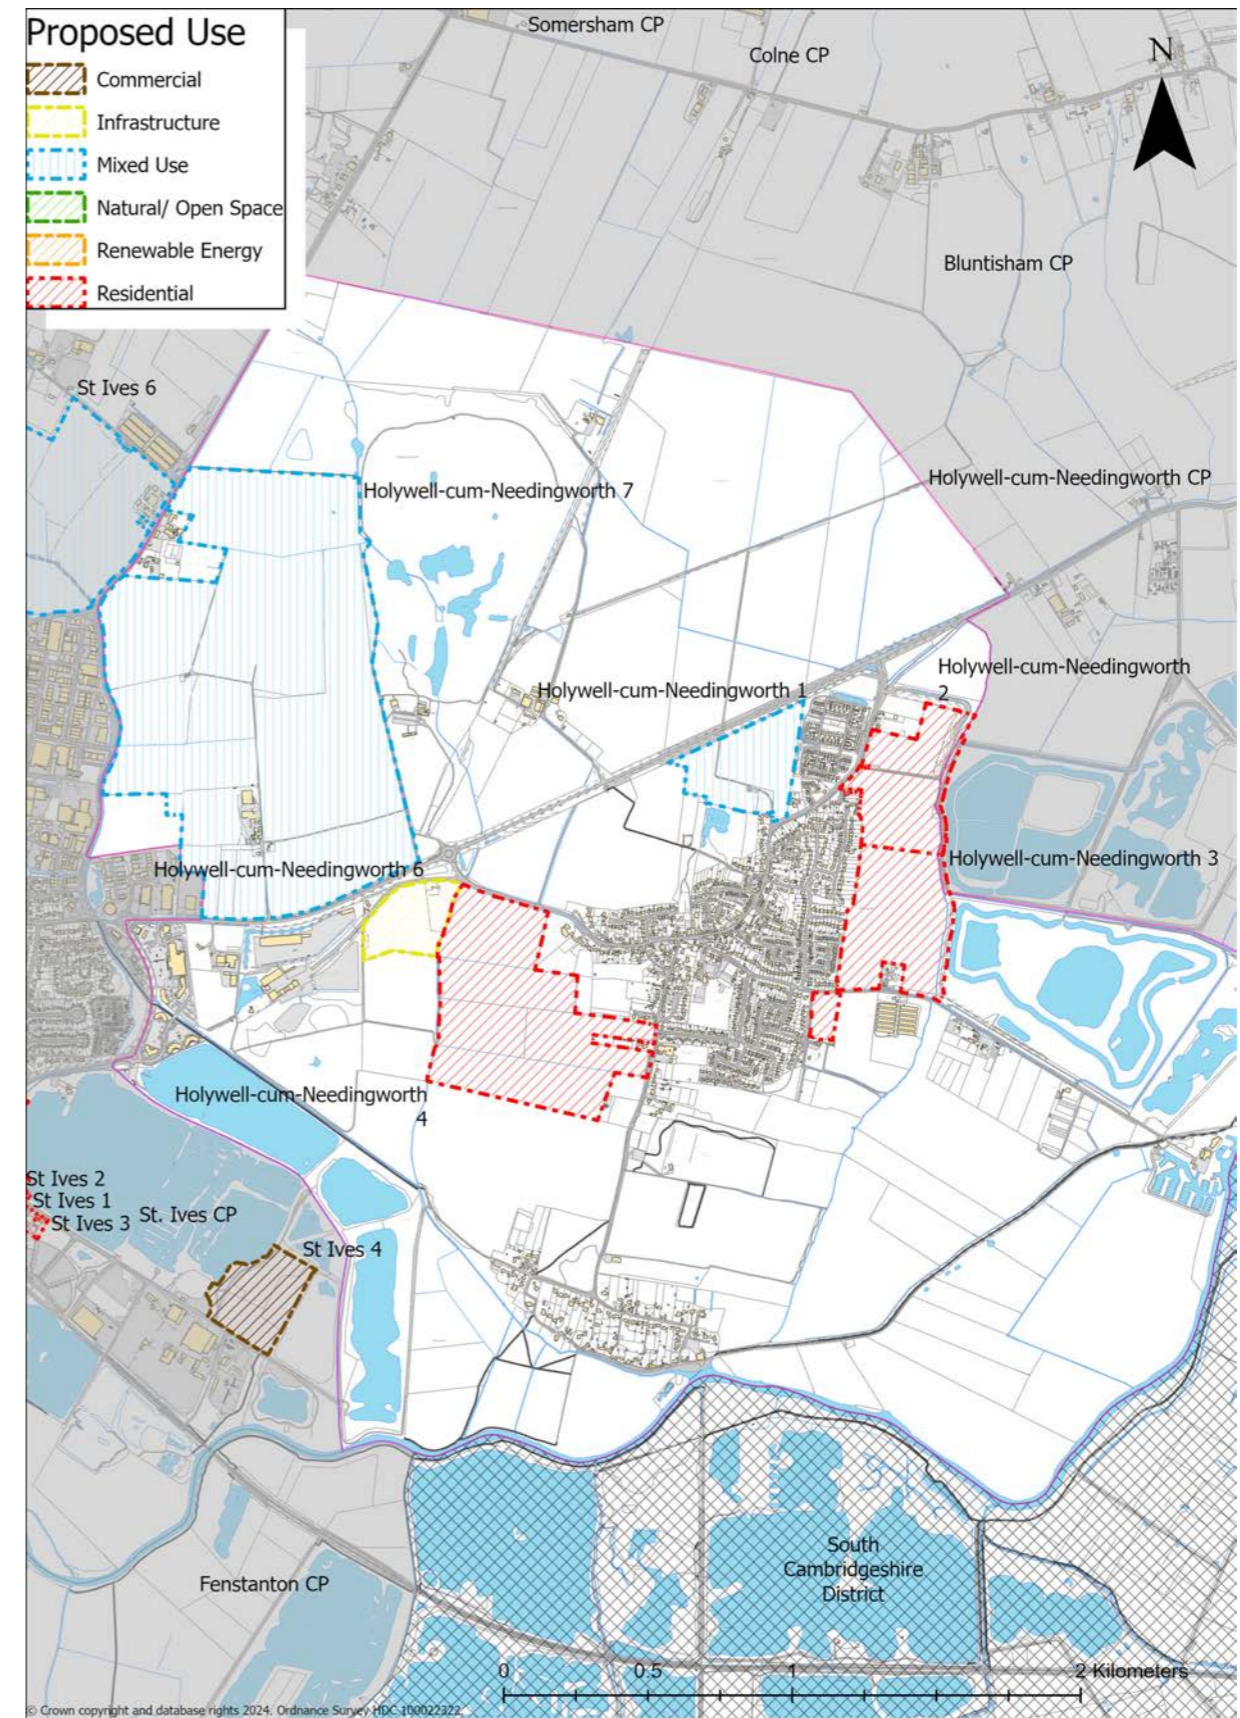 Proposed Use
Commercial
Infrastructure
Mixed Use
Natural/ Open Space
Renewable Energy
Residential
Somersham CP
Colne CP
N
Bluntisham CP
St Ives 6
Holywell-cum-Needingworth 7
Holywell-cum-Needingworth CP
Holywell-cum-Needingworth
2
Holywell-cum-Needingworth 1
Holywell-cum-Needingworth 3
Holywell-cum-Needingworth 6
Holywell-cum-Needingworth
4
St Ives 2
St Ives 1
St Ives 3
St. Ives CP
St Ives 4
South
Cambridgeshire
District
Fenstanton CP
0 0.5 1 2 Kilometers
© Crown copyright and database rights 2024. Ordnance Survey HDC 100022322.